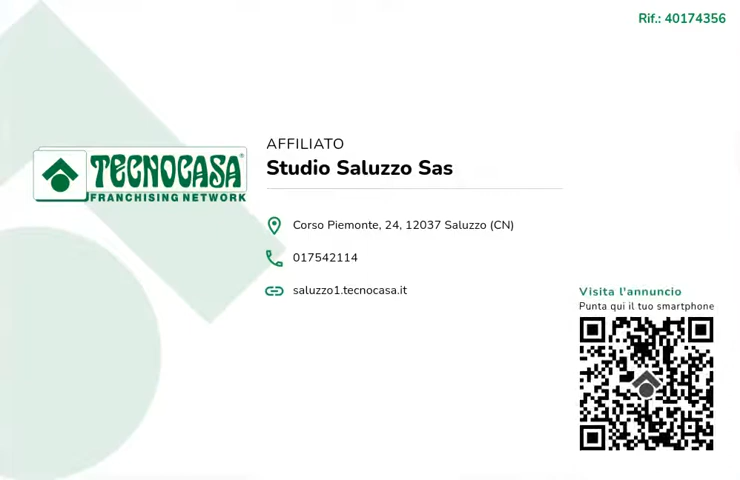 Rif.: 40174356
TECNOCASA®
FRANCHISING NETWORK
AFFILIATO
Studio Saluzzo Sas
Corso Piemonte, 24, 12037 Saluzzo (CN)
017542114
saluzzo1.tecnocasa.it
Visita l'annuncio
Punta qui il tuo smartphone